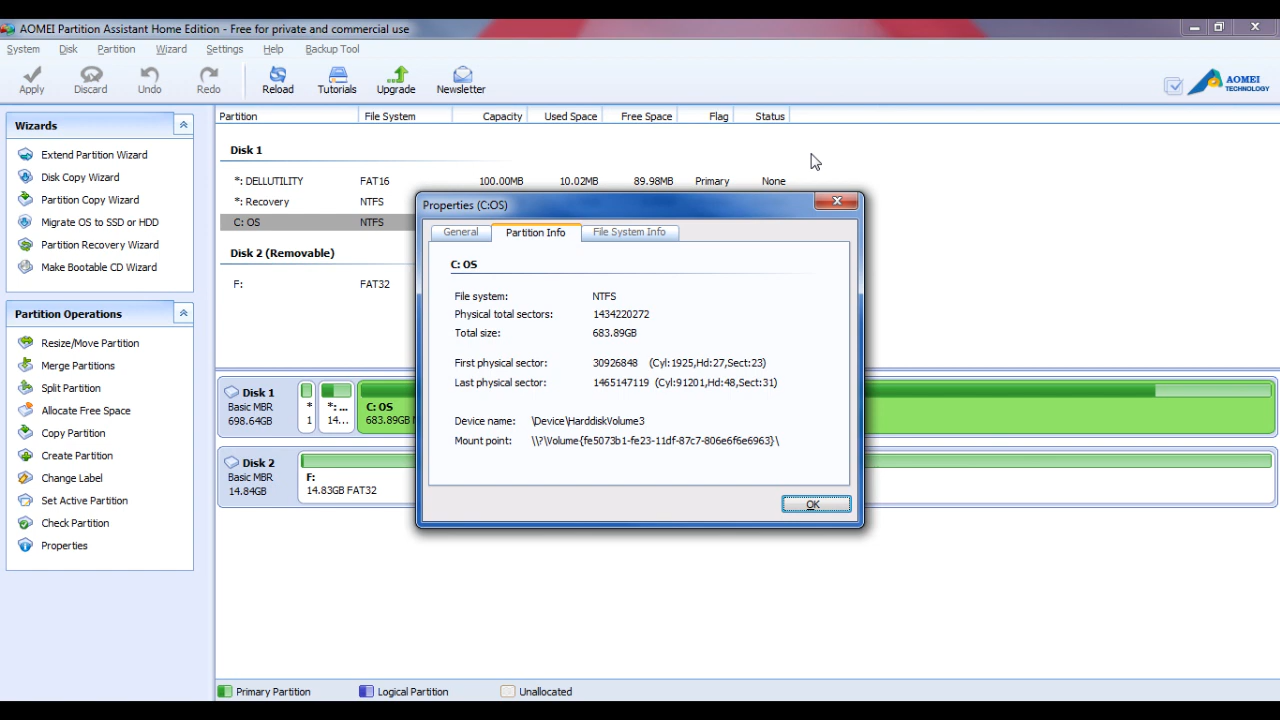 AOMEI Partition Assistant Home Edition - Free for private and commercial use
System Disk Partition Wizard Settings Help Backup Tool
Apply Discard Undo Redo Reload Tutorials Upgrade Newsletter
AOMEI
TECHNOLOGY
Wizards
Extend Partition Wizard
Disk Copy Wizard
Partition Copy Wizard
Migrate OS to SSD or HDD
Partition Recovery Wizard
Make Bootable CD Wizard
Partition Operations
Resize/Move Partition
Merge Partitions
Split Partition
Allocate Free Space
Copy Partition
Create Partition
Change Label
Set Active Partition
Check Partition
Properties
Partition File System Capacity Used Space Free Space Flag Status
Disk 1
*: DELLUTILITY FAT16 100.00MB 10.02MB 89.98MB Primary None
*: Recovery NTFS
C: OS NTFS
Disk 2 (Removable)
F: FAT32
Properties (C:OS)
General Partition Info File System Info
C: OS
File system: NTFS
Physical total sectors: 1434220272
Total size: 683.89GB
First physical sector: 30926848 (Cyl:1925,Hd:27,Sect:23)
Last physical sector: 1465147119 (Cyl:91201,Hd:48,Sect:31)
Device name: \Device\HarddiskVolume3
Mount point: \\?\Volume{fe5073b1-fe23-11df-87c7-806e6f6e6963}\
OK
Disk 1
Basic MBR
698.64GB
*
1
*: ...
14...
C: OS
683.89GB
Disk 2
Basic MBR
14.84GB
F:
14.83GB FAT32
Primary Partition Logical Partition Unallocated